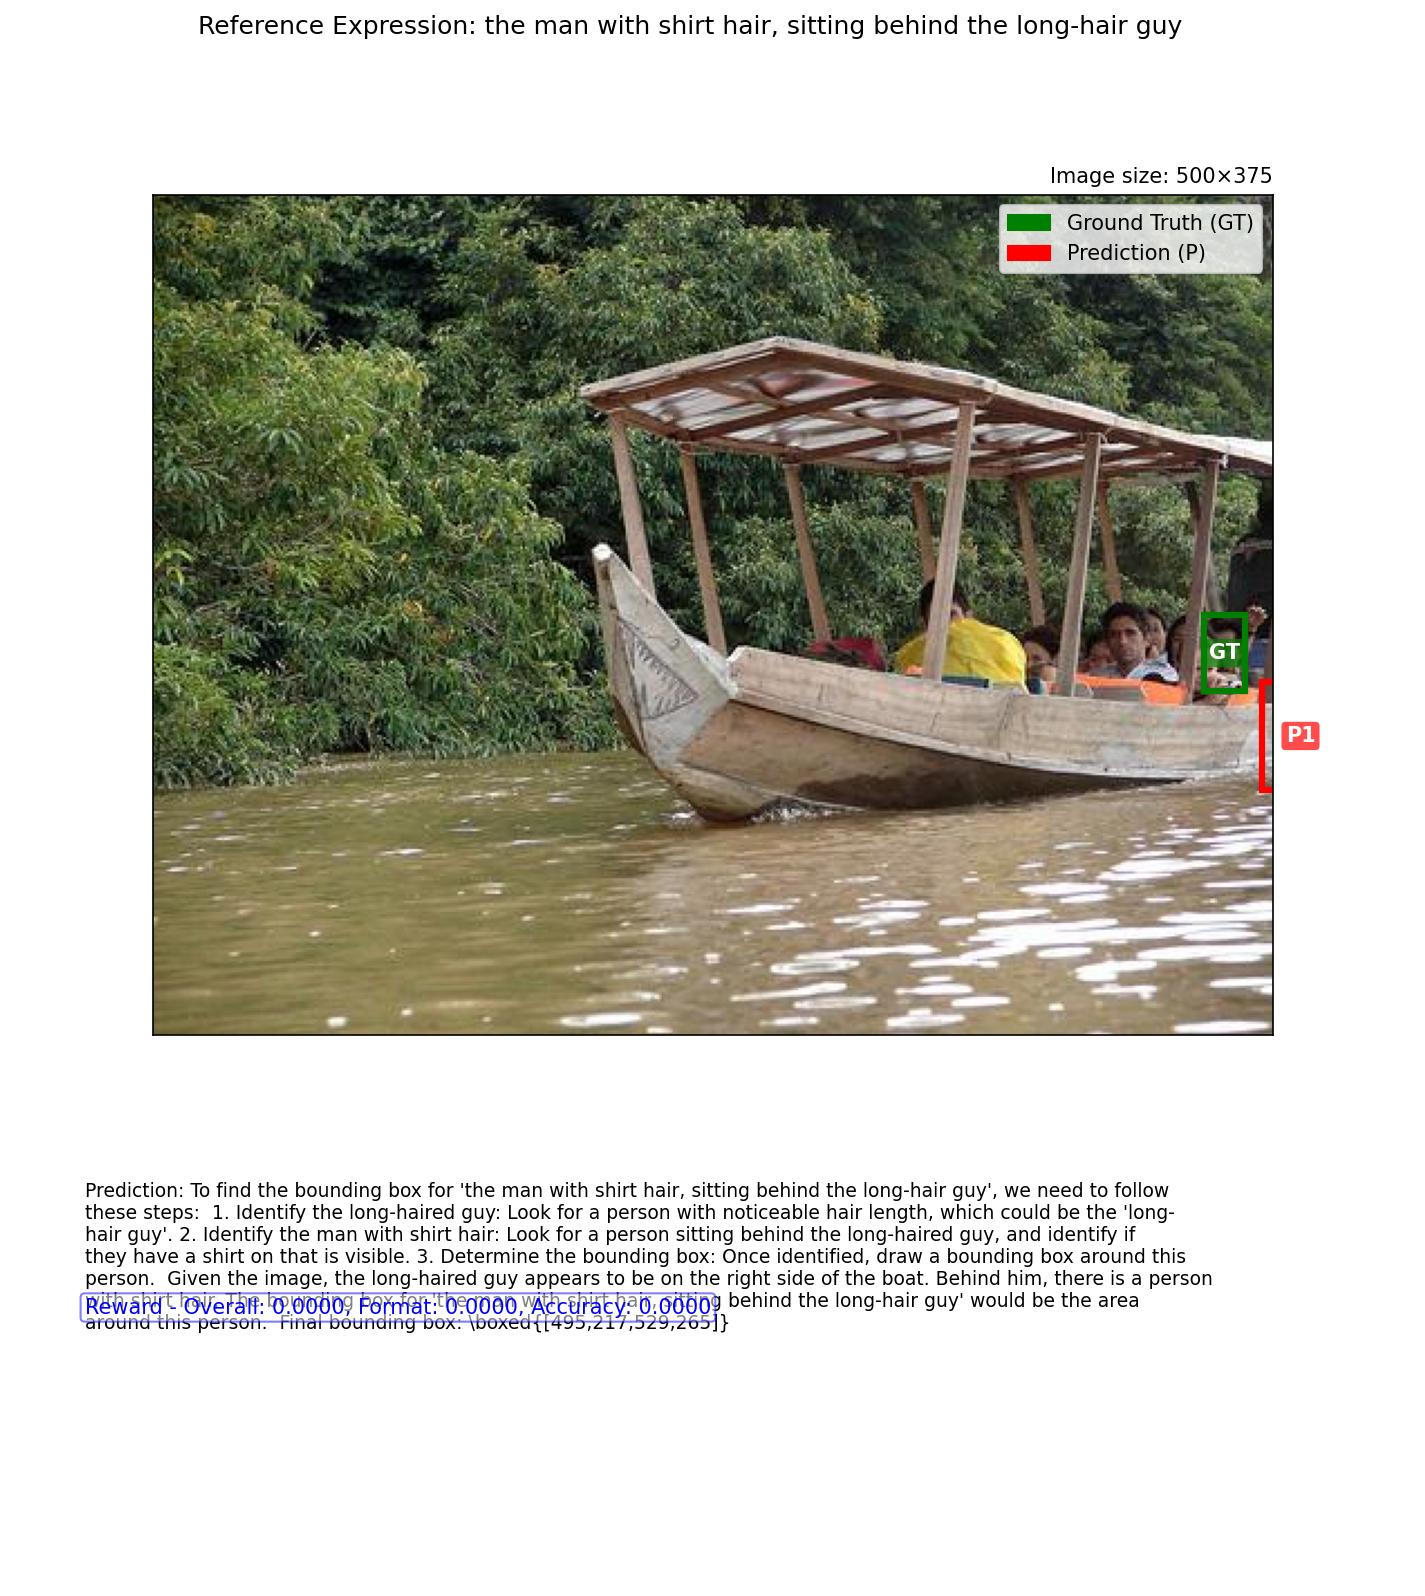 Reference Expression: the man with shirt hair, sitting behind the long-hair guy
Image size: 500×375
Ground Truth (GT)
Prediction (P)
GT
P1
Prediction: To find the bounding box for 'the man with shirt hair, sitting behind the long-hair guy', we need to follow
these steps:  1. Identify the long-haired guy: Look for a person with noticeable hair length, which could be the 'long-
hair guy'. 2. Identify the man with shirt hair: Look for a person sitting behind the long-haired guy, and identify if
they have a shirt on that is visible. 3. Determine the bounding box: Once identified, draw a bounding box around this
person.  Given the image, the long-haired guy appears to be on the right side of the boat. Behind him, there is a person
with shirt hair. The bounding box for 'the man with shirt hair, sitting behind the long-hair guy' would be the area
Reward - Overall: 0.0000, Format: 0.0000, Accuracy: 0.0000
around this person.  Final bounding box: \boxed{[495,217,529,265]}